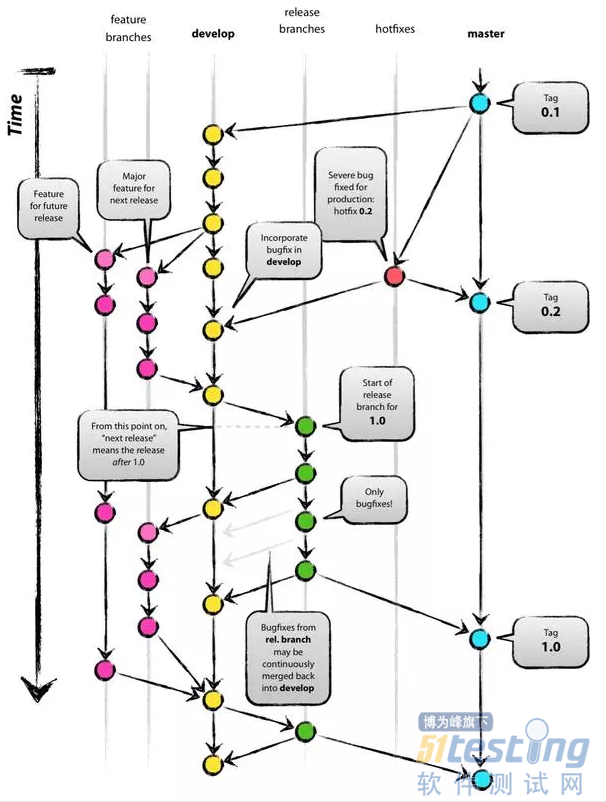 feature
branches
develop
release
branches
hotfixes
master
Time
Tag
0.1
Major
feature for
next release
Severe bug
fixed for
production:
hotfix 0.2
Feature
for future
release
Incorporate
bugfix in
develop
Tag
0.2
Start of
release
branch for
1.0
From this point on,
"next release"
means the release
after 1.0
Only
bugfixes!
Bugfixes from
rel. branch
may be
continuously
merged back
into develop
Tag
1.0
博为峰旗下
51testing
软件测试网